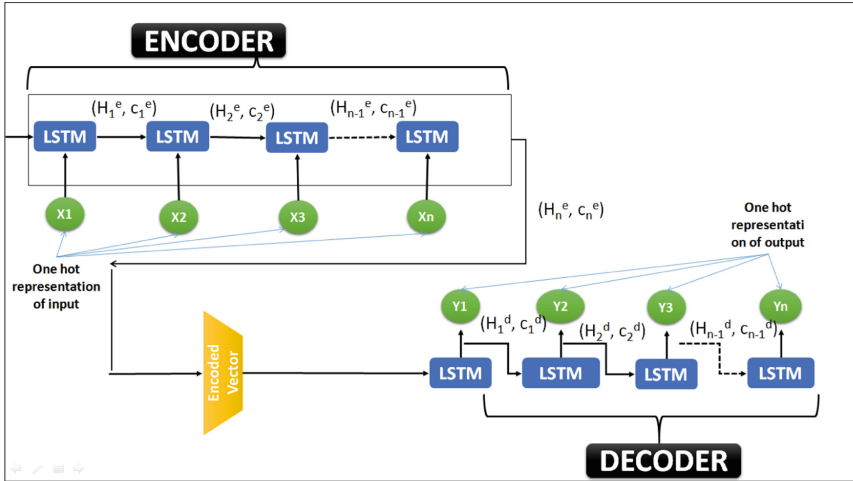 ENCODER
(H₁ᵉ, c₁ᵉ) (H₂ᵉ, c₂ᵉ) (Hₙ₋₁ᵉ, cₙ₋₁ᵉ)
LSTM LSTM LSTM LSTM
X1 X2 X3 Xn
(Hₙᵉ, cₙᵉ)
One hot
representation
of input
One hot
representati
on of output
Y1 Y2 Y3 Yn
(H₁ᵈ, c₁ᵈ) (H₂ᵈ, c₂ᵈ) (Hₙ₋₁ᵈ, cₙ₋₁ᵈ)
Encoded
Vector
LSTM LSTM LSTM LSTM
DECODER